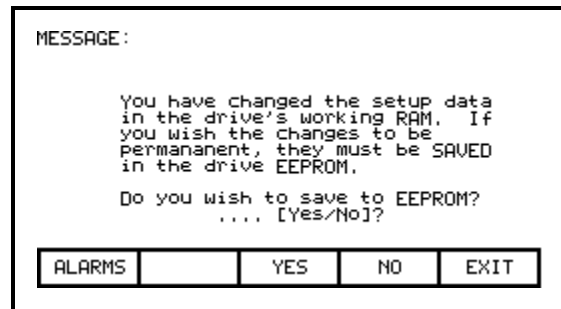 MESSAGE:
You have changed the setup data
in the drive's working RAM. If
you wish the changes to be
permananent, they must be SAVED
in the drive EEPROM.
Do you wish to save to EEPROM?
.... [Yes/No]?
ALARMS YES NO EXIT